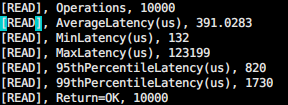 [READ], Operations, 10000
[READ], AverageLatency(us), 391.0283
[READ], MinLatency(us), 132
[READ], MaxLatency(us), 123199
[READ], 95thPercentileLatency(us), 820
[READ], 99thPercentileLatency(us), 1730
[READ], Return=OK, 10000